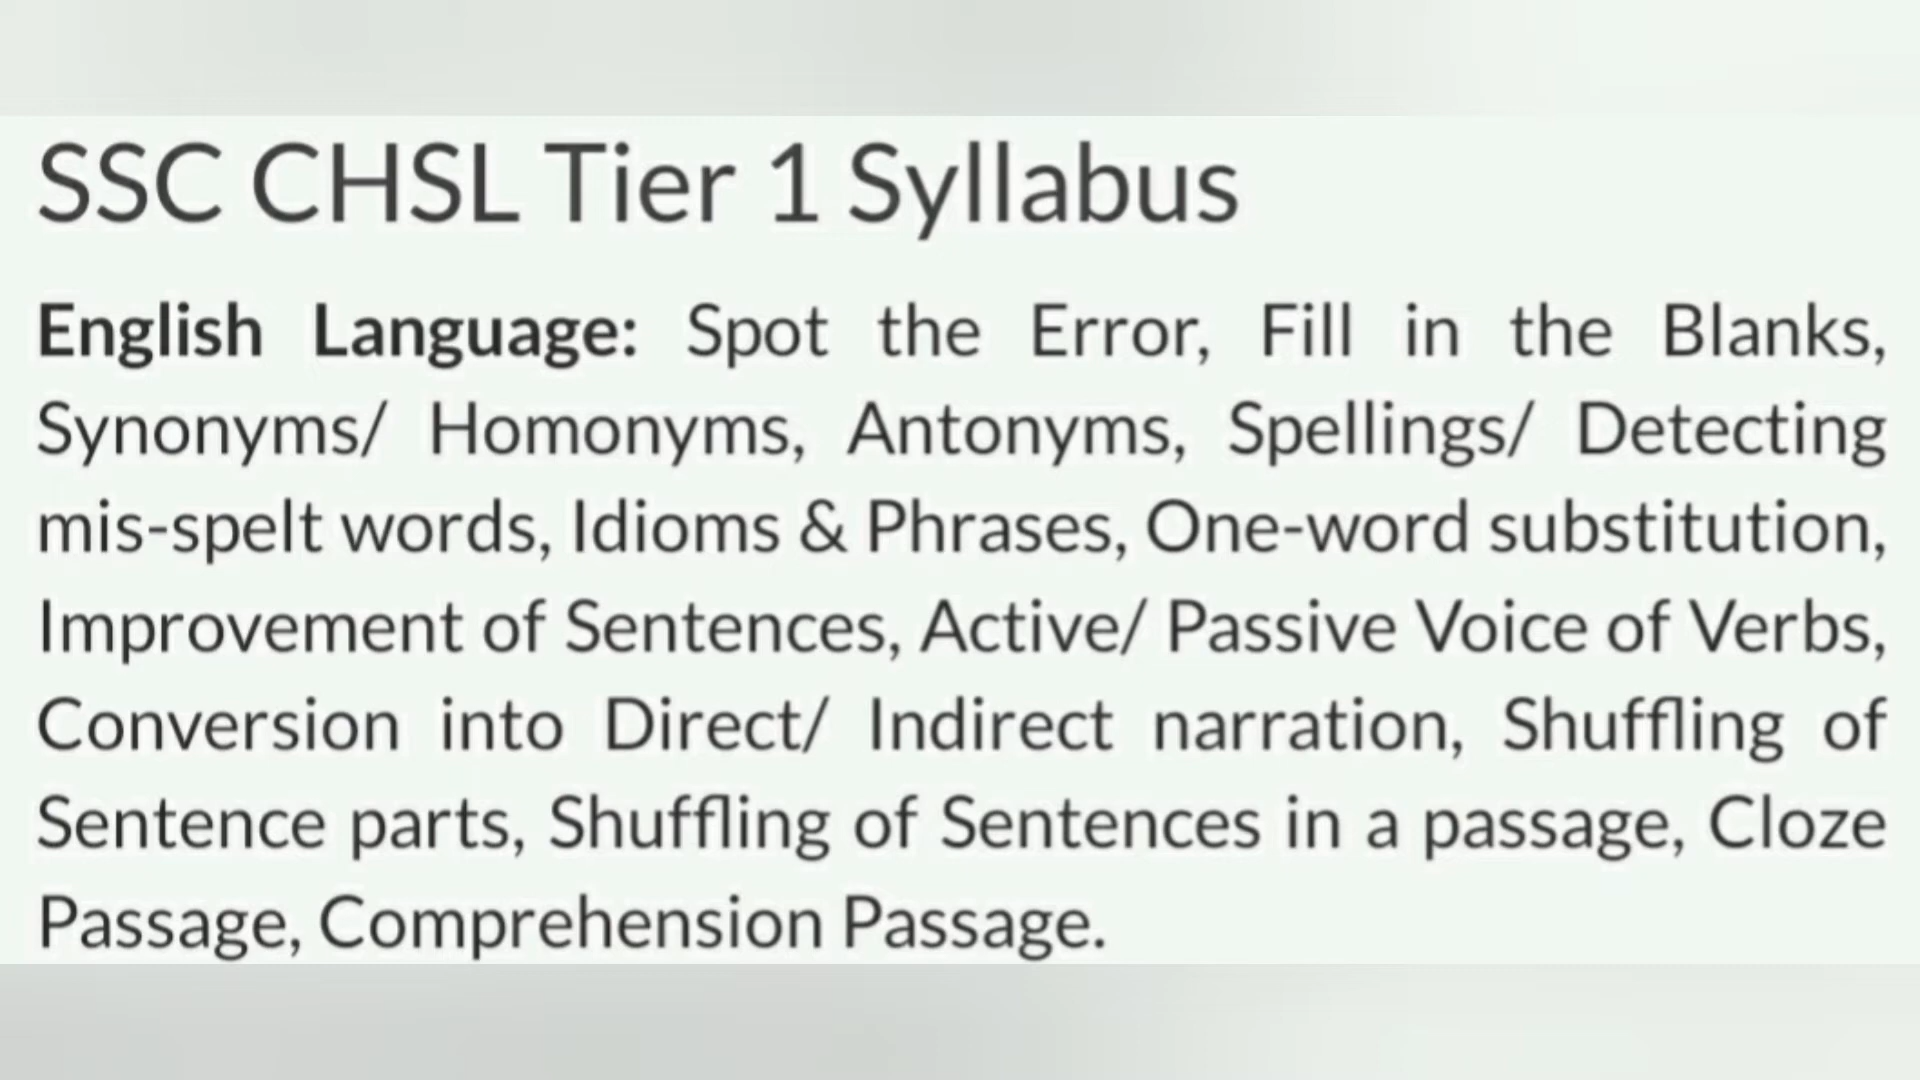 SSC CHSL Tier 1 Syllabus
English Language: Spot the Error, Fill in the Blanks,
Synonyms/ Homonyms, Antonyms, Spellings/ Detecting
mis-spelt words, Idioms & Phrases, One-word substitution,
Improvement of Sentences, Active/ Passive Voice of Verbs,
Conversion into Direct/ Indirect narration, Shuffling of
Sentence parts, Shuffling of Sentences in a passage, Cloze
Passage, Comprehension Passage.